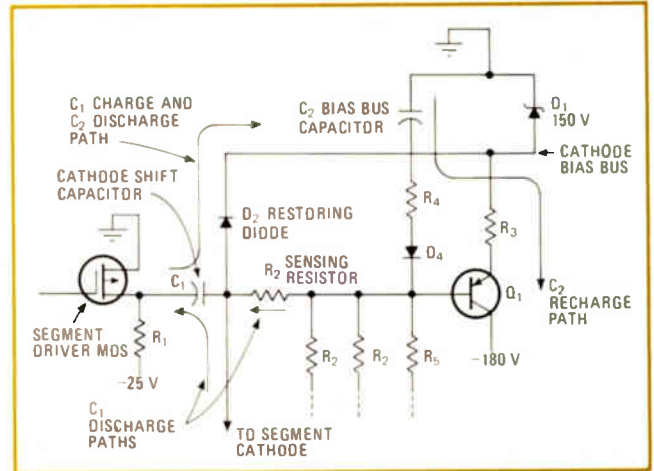 C₁ CHARGE AND
C₂ DISCHARGE
PATH
C₂ BIAS BUS
CAPACITOR
D₁
150 V
CATHODE
BIAS BUS
CATHODE SHIFT
CAPACITOR
D₂ RESTORING
DIODE
R₄
R₃
D₄
R₂ SENSING
RESISTOR
C₁
Q₁
C₂
RECHARGE
PATH
SEGMENT
DRIVER MOS
R₁
R₂
R₂
R₅
−180 V
−25 V
C₁
DISCHARGE
PATHS
TO SEGMENT
CATHODE